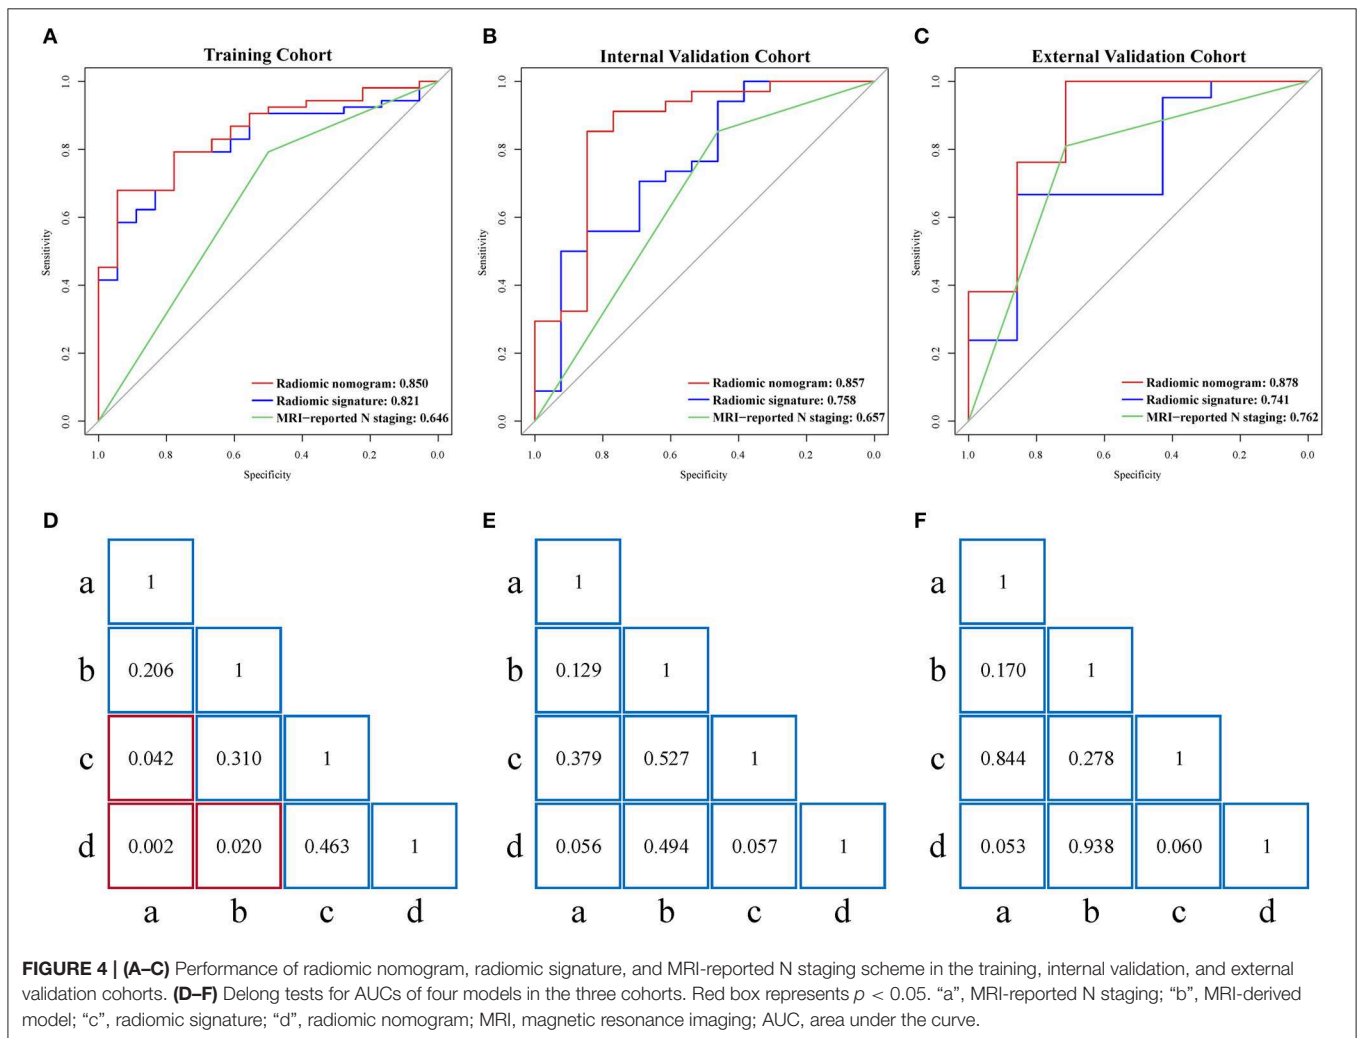 A
Training Cohort
Sensitivity
1.0
0.8
0.6
0.4
0.2
0.0
Radiomic nomogram: 0.850
Radiomic signature: 0.821
MRI−reported N staging: 0.646
1.0 0.8 0.6 0.4 0.2 0.0
Specificity
B
Internal Validation Cohort
Sensitivity
1.0
0.8
0.6
0.4
0.2
0.0
Radiomic nomogram: 0.857
Radiomic signature: 0.758
MRI−reported N staging: 0.657
1.0 0.8 0.6 0.4 0.2 0.0
Specificity
C
External Validation Cohort
Sensitivity
1.0
0.8
0.6
0.4
0.2
0.0
Radiomic nomogram: 0.878
Radiomic signature: 0.741
MRI−reported N staging: 0.762
1.0 0.8 0.6 0.4 0.2 0.0
Specificity
D
a 1
b 0.206 1
c 0.042 0.310 1
d 0.002 0.020 0.463 1
a b c d
E
a 1
b 0.129 1
c 0.379 0.527 1
d 0.056 0.494 0.057 1
a b c d
F
a 1
b 0.170 1
c 0.844 0.278 1
d 0.053 0.938 0.060 1
a b c d
FIGURE 4 | (A–C) Performance of radiomic nomogram, radiomic signature, and MRI-reported N staging scheme in the training, internal validation, and external
validation cohorts. (D–F) Delong tests for AUCs of four models in the three cohorts. Red box represents p < 0.05. “a”, MRI-reported N staging; “b”, MRI-derived
model; “c”, radiomic signature; “d”, radiomic nomogram; MRI, magnetic resonance imaging; AUC, area under the curve.